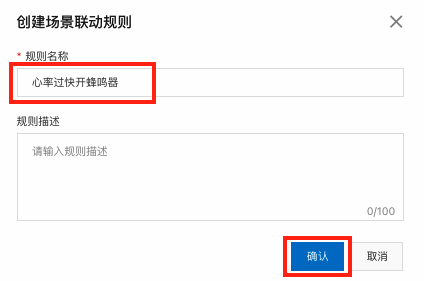 创建场景联动规则
* 规则名称
心率过快开蜂鸣器
规则描述
请输入规则描述
0/100
确认 取消